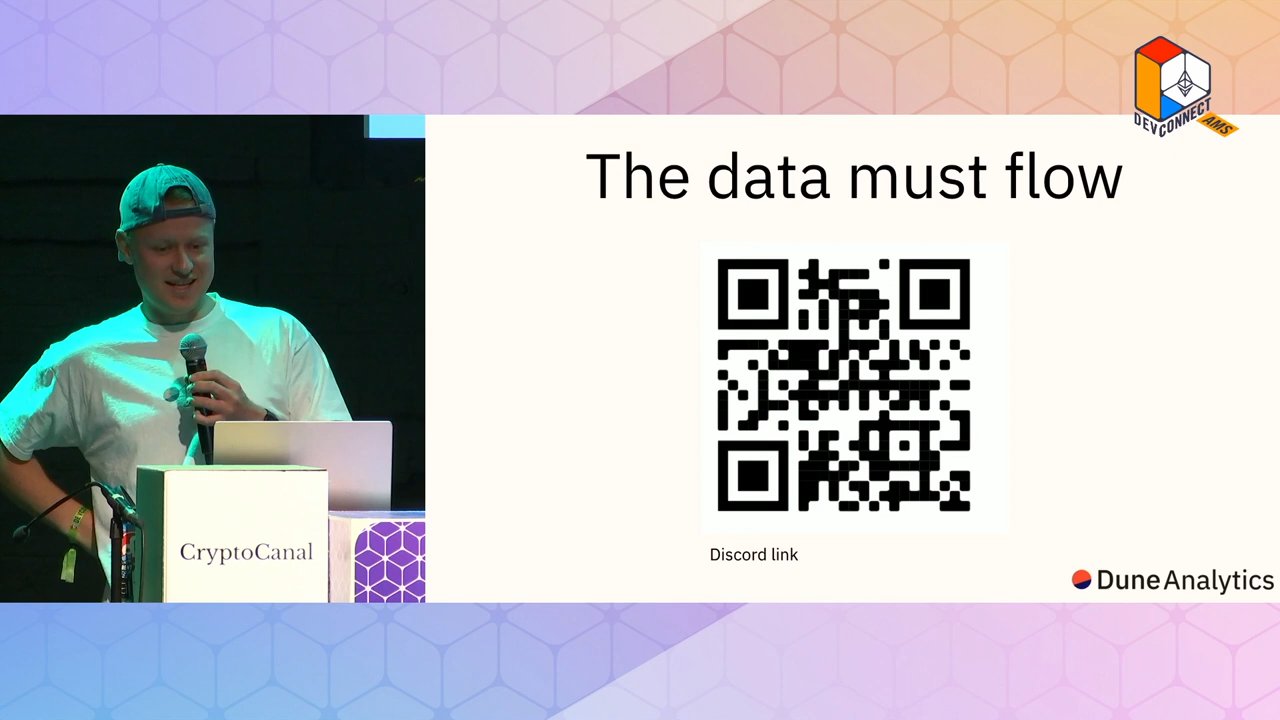 DEVCONNECT
AMS
The data must flow
Discord link
Dune Analytics
CryptoCanal